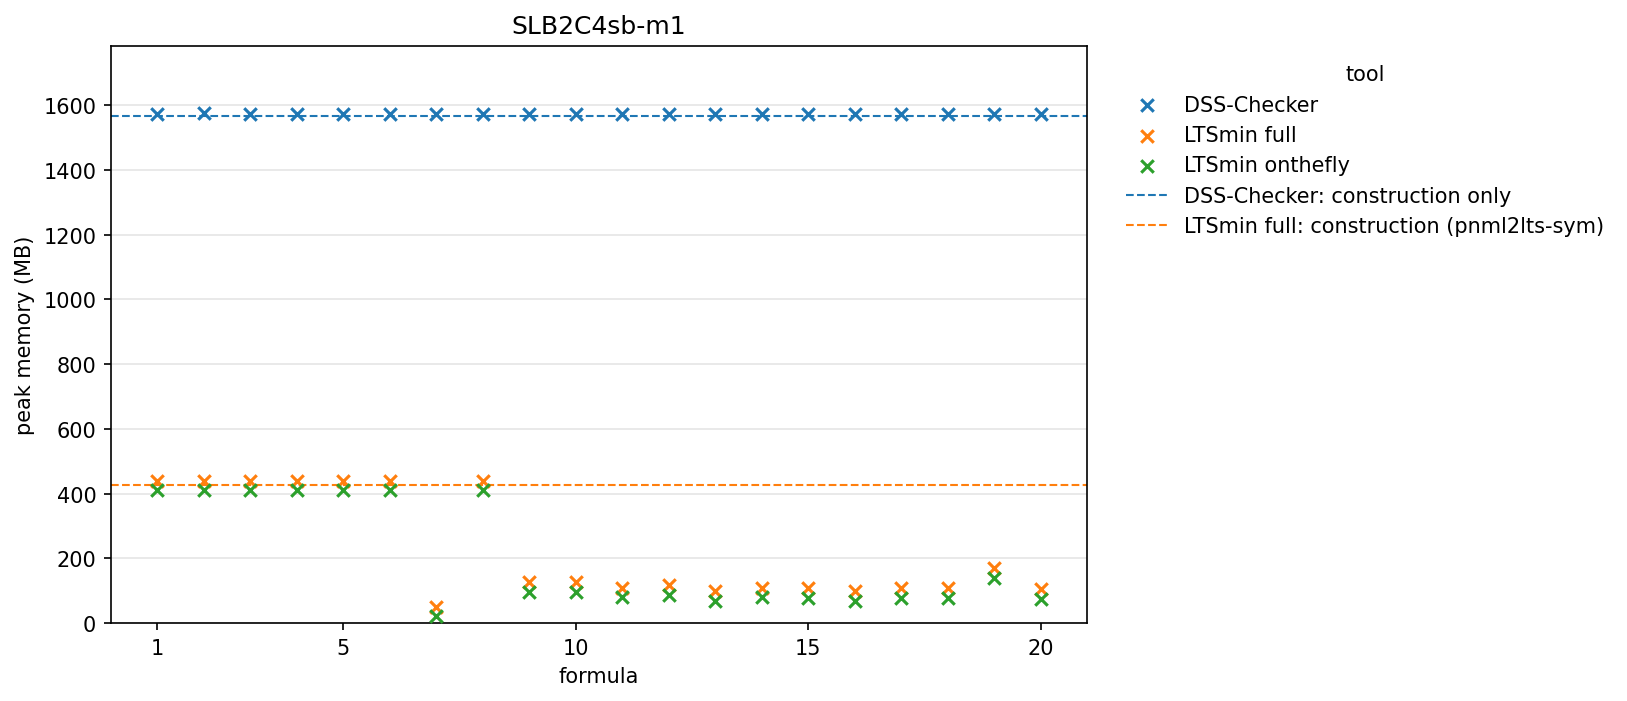 SLB2C4sb-m1
peak memory (MB)
1600
1400
1200
1000
800
600
400
200
0
1
5
10
15
20
formula
tool
DSS-Checker
LTSmin full
LTSmin onthefly
DSS-Checker: construction only
LTSmin full: construction (pnml2lts-sym)